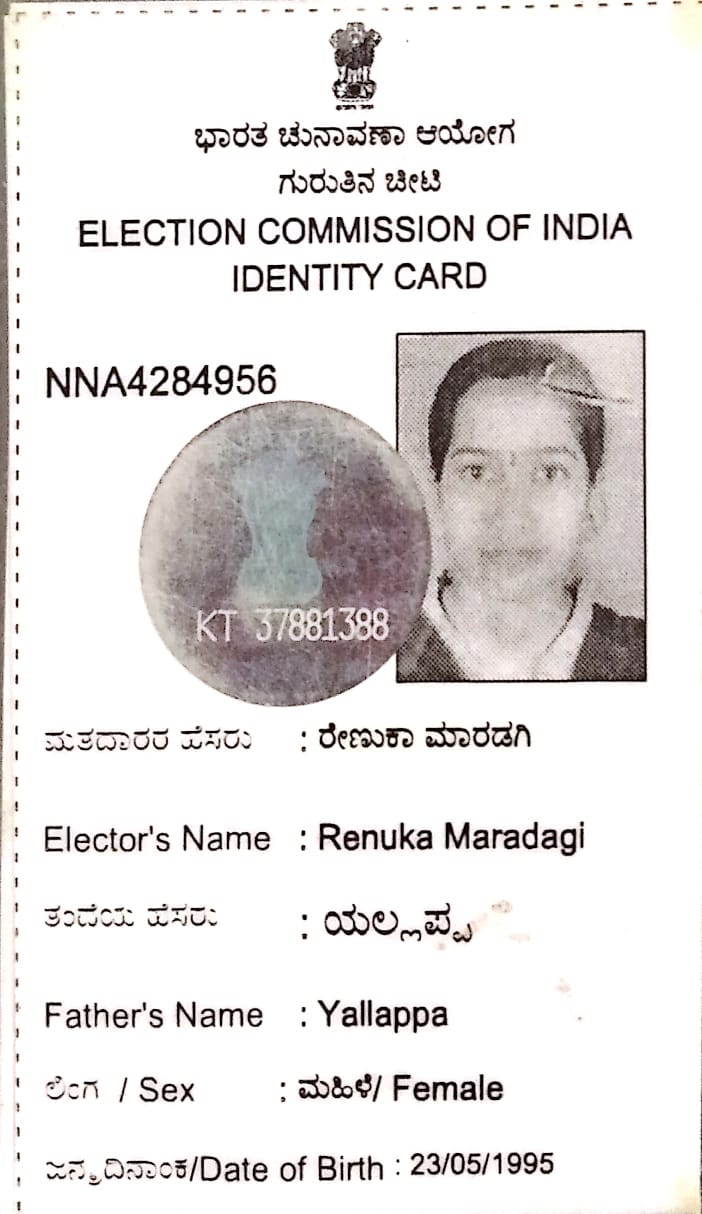 ಭಾರತ ಚುನಾವಣಾ ಆಯೋಗ
ಗುರುತಿನ ಚೀಟಿ
ELECTION COMMISSION OF INDIA
IDENTITY CARD
NNA4284956
KT 37881388
ಮತದಾರರ ಹೆಸರು : ರೇಣುಕಾ ಮಾರಡಗಿ
Elector's Name : Renuka Maradagi
ತಂದೆಯ ಹೆಸರು : ಯಲ್ಲಪ್ಪ
Father's Name : Yallappa
ಲಿಂಗ / Sex : ಮಹಿಳೆ/ Female
ಜನ್ಮದಿನಾಂಕ/Date of Birth : 23/05/1995